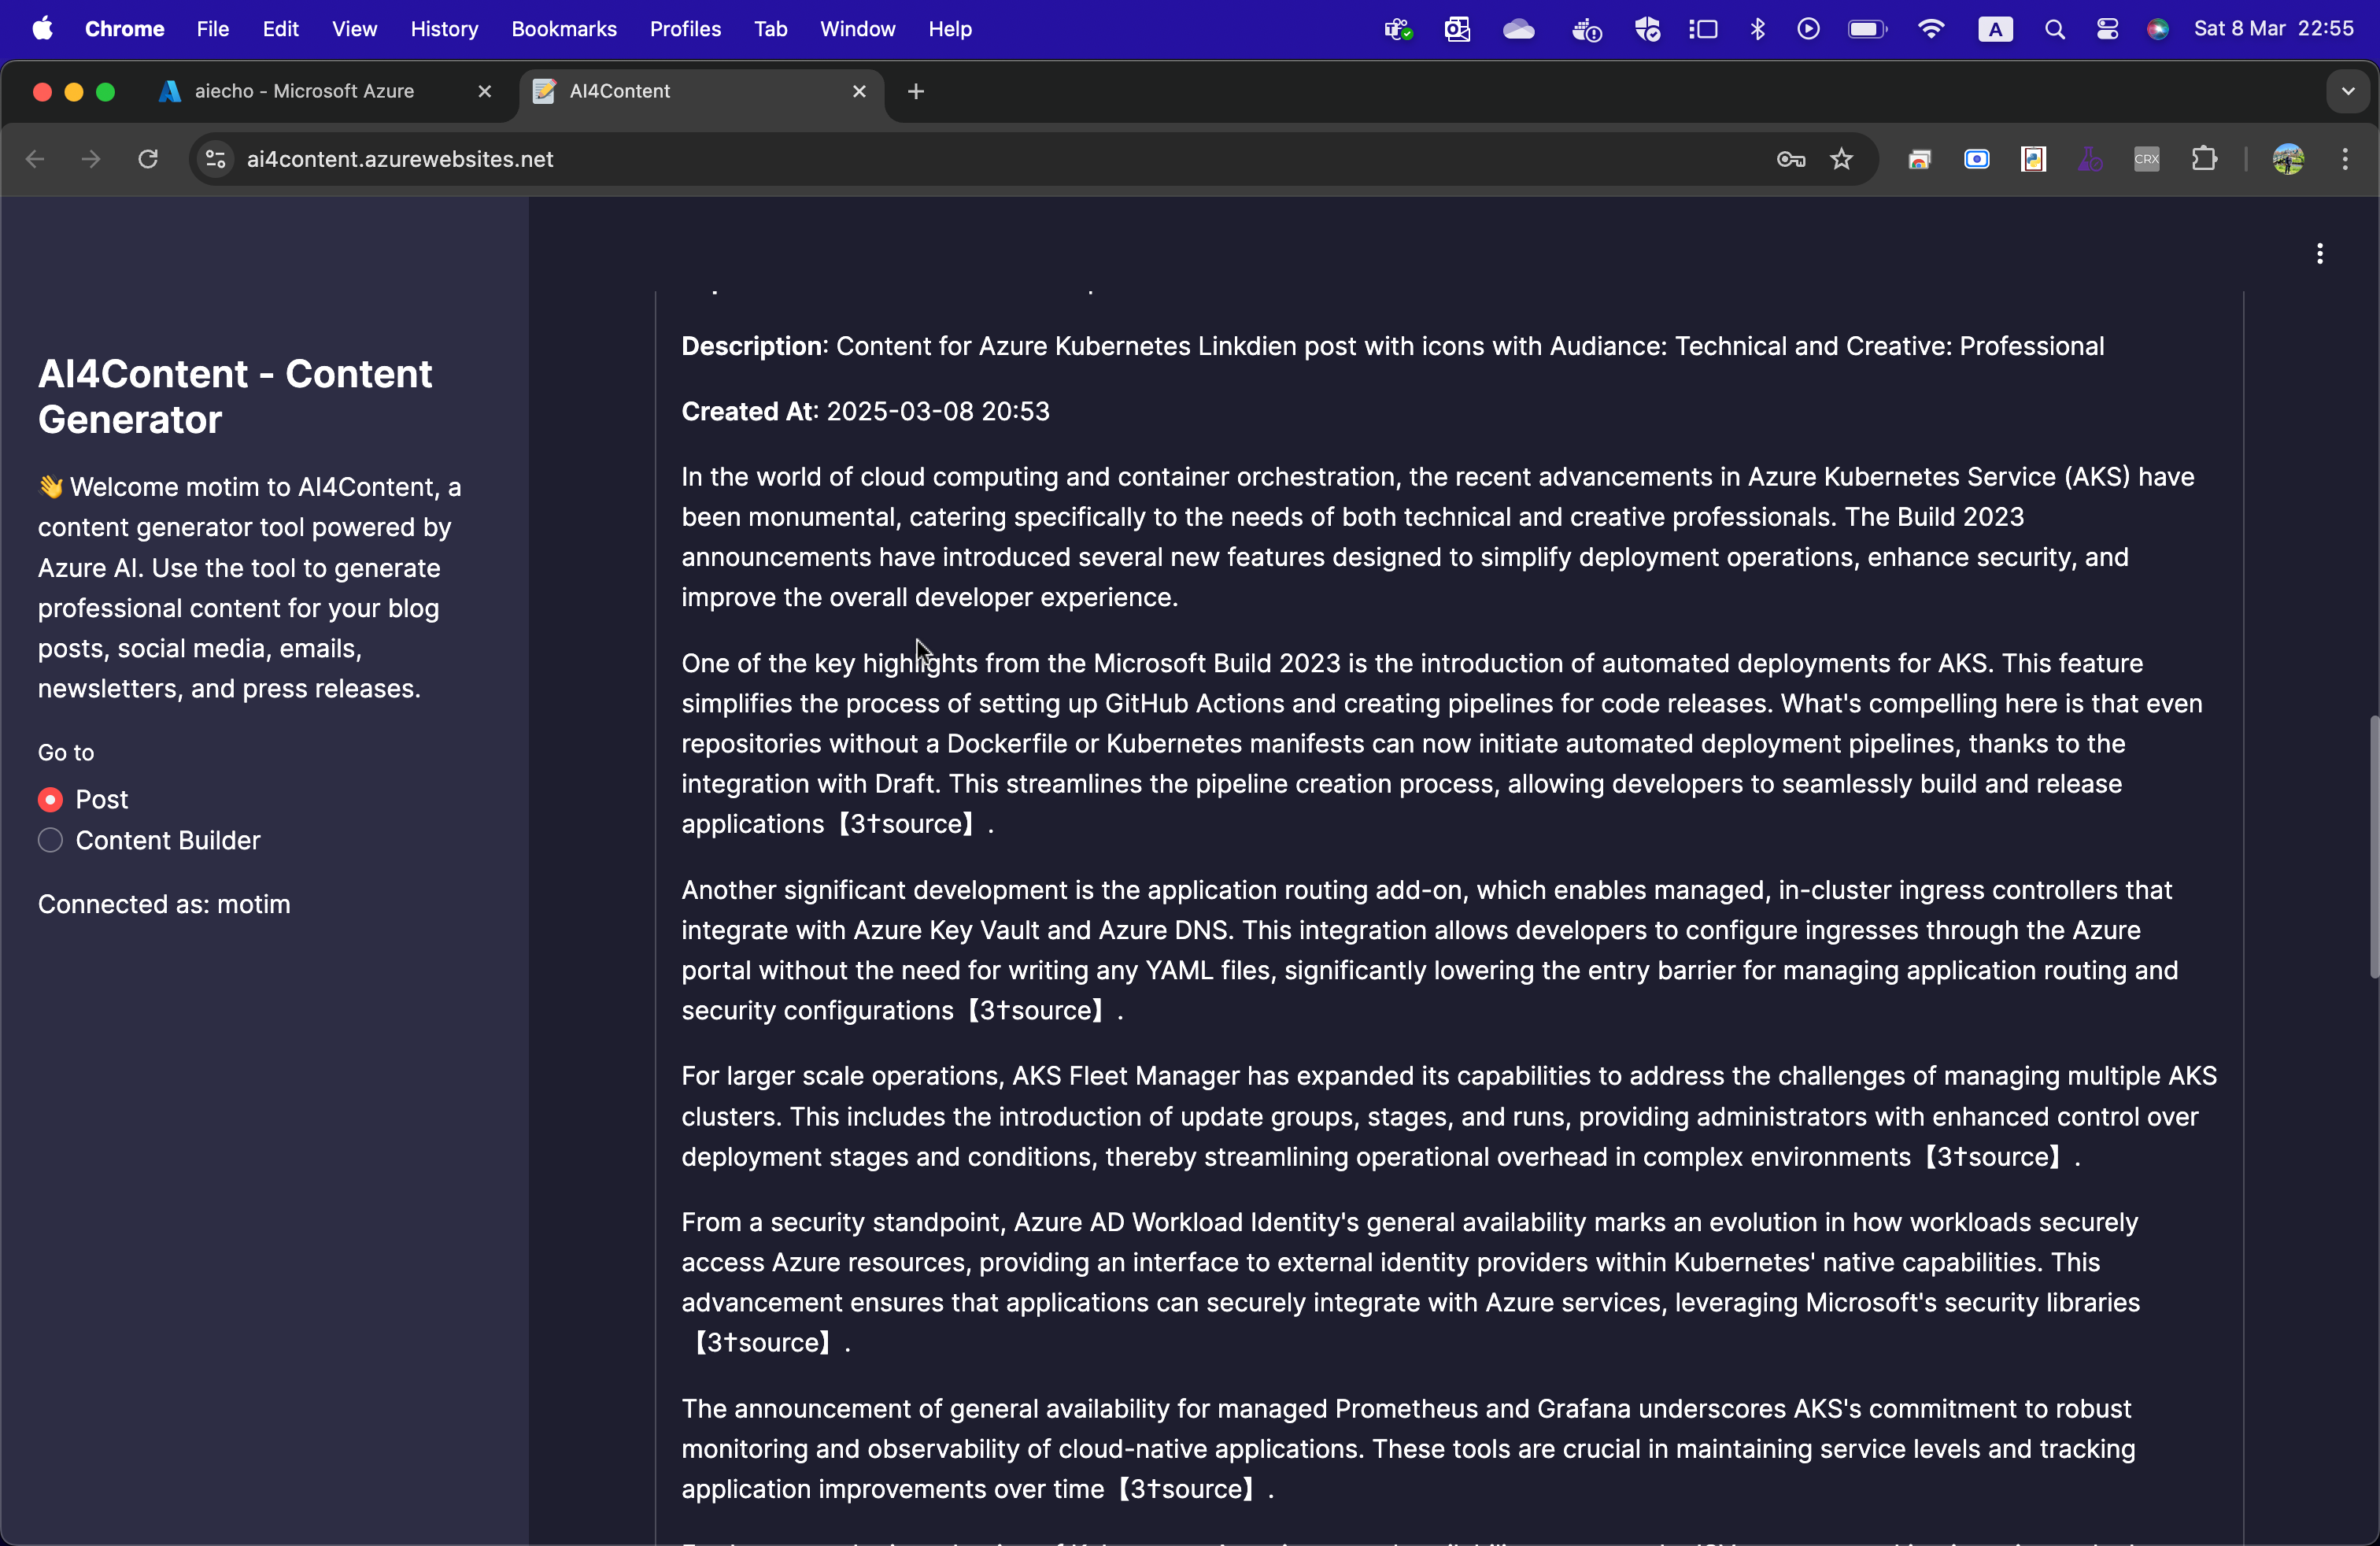 Chrome File Edit View History Bookmarks Profiles Tab Window Help A Sat 8 Mar 22:55
aiecho - Microsoft Azure
AI4Content
ai4content.azurewebsites.net
CRX
AI4Content - Content
Generator
👋 Welcome motim to AI4Content, a
content generator tool powered by
Azure AI. Use the tool to generate
professional content for your blog
posts, social media, emails,
newsletters, and press releases.
Go to
Post
Content Builder
Connected as: motim
Description: Content for Azure Kubernetes Linkdien post with icons with Audiance: Technical and Creative: Professional
Created At: 2025-03-08 20:53
In the world of cloud computing and container orchestration, the recent advancements in Azure Kubernetes Service (AKS) have
been monumental, catering specifically to the needs of both technical and creative professionals. The Build 2023
announcements have introduced several new features designed to simplify deployment operations, enhance security, and
improve the overall developer experience.
One of the key highlights from the Microsoft Build 2023 is the introduction of automated deployments for AKS. This feature
simplifies the process of setting up GitHub Actions and creating pipelines for code releases. What's compelling here is that even
repositories without a Dockerfile or Kubernetes manifests can now initiate automated deployment pipelines, thanks to the
integration with Draft. This streamlines the pipeline creation process, allowing developers to seamlessly build and release
applications【3†source】.
Another significant development is the application routing add-on, which enables managed, in-cluster ingress controllers that
integrate with Azure Key Vault and Azure DNS. This integration allows developers to configure ingresses through the Azure
portal without the need for writing any YAML files, significantly lowering the entry barrier for managing application routing and
security configurations【3†source】.
For larger scale operations, AKS Fleet Manager has expanded its capabilities to address the challenges of managing multiple AKS
clusters. This includes the introduction of update groups, stages, and runs, providing administrators with enhanced control over
deployment stages and conditions, thereby streamlining operational overhead in complex environments【3†source】.
From a security standpoint, Azure AD Workload Identity's general availability marks an evolution in how workloads securely
access Azure resources, providing an interface to external identity providers within Kubernetes' native capabilities. This
advancement ensures that applications can securely integrate with Azure services, leveraging Microsoft's security libraries
【3†source】.
The announcement of general availability for managed Prometheus and Grafana underscores AKS's commitment to robust
monitoring and observability of cloud-native applications. These tools are crucial in maintaining service levels and tracking
application improvements over time【3†source】.